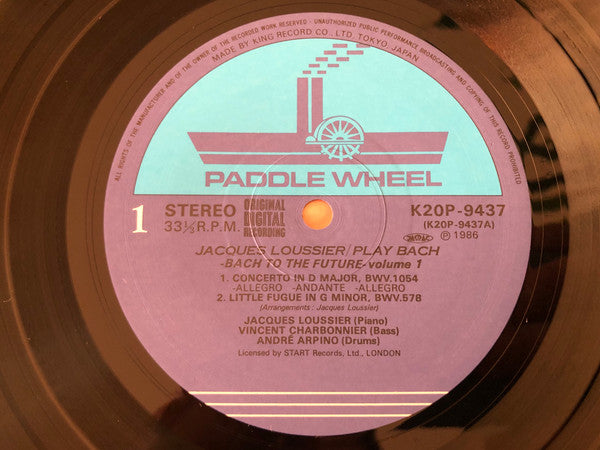 ALL RIGHTS OF THE MANUFACTURER AND OF THE OWNER OF THE RECORDED WORK RESERVED · UNAUTHORIZED PUBLIC PERFORMANCE BROADCASTING AND COPYING OF THIS RECORD PROHIBITED
MADE BY KING RECORD CO., LTD, TOKYO, JAPAN
PADDLE WHEEL
1 STEREO
33⅓ R.P.M.
ORIGINAL
DIGITAL
RECORDING
K20P-9437
(K20P-9437A)
℗ 1986
JACQUES LOUSSIER/PLAY BACH
-BACH TO THE FUTURE-volume 1
1. CONCERTO IN D MAJOR, BWV.1054
-ALLEGRO -ANDANTE -ALLEGRO
2. LITTLE FUGUE IN G MINOR, BWV.578
(Arrangements: Jacques Loussier)
JACQUES LOUSSIER (Piano)
VINCENT CHARBONNIER (Bass)
ANDRÉ ARPINO (Drums)
Licensed by START Records, Ltd., LONDON